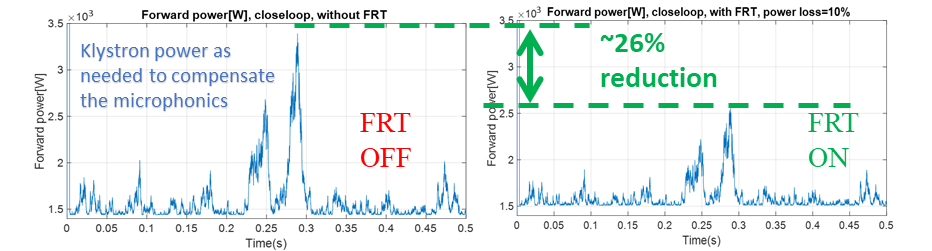 Forward power[W], closeloop, without FRT
×10³
3.5
3
2.5
2
1.5
Forward power[W]
Klystron power as
needed to compensate
the microphonics
FRT
OFF
0 0.05 0.1 0.15 0.2 0.25 0.3 0.35 0.4 0.45 0.5
Time(s)
Forward power[W], closeloop, with FRT, power loss=10%
×10³
3.5
3
2.5
2
1.5
Forward power[W]
~26%
reduction
FRT
ON
0 0.05 0.1 0.15 0.2 0.25 0.3 0.35 0.4 0.45 0.5
Time(s)